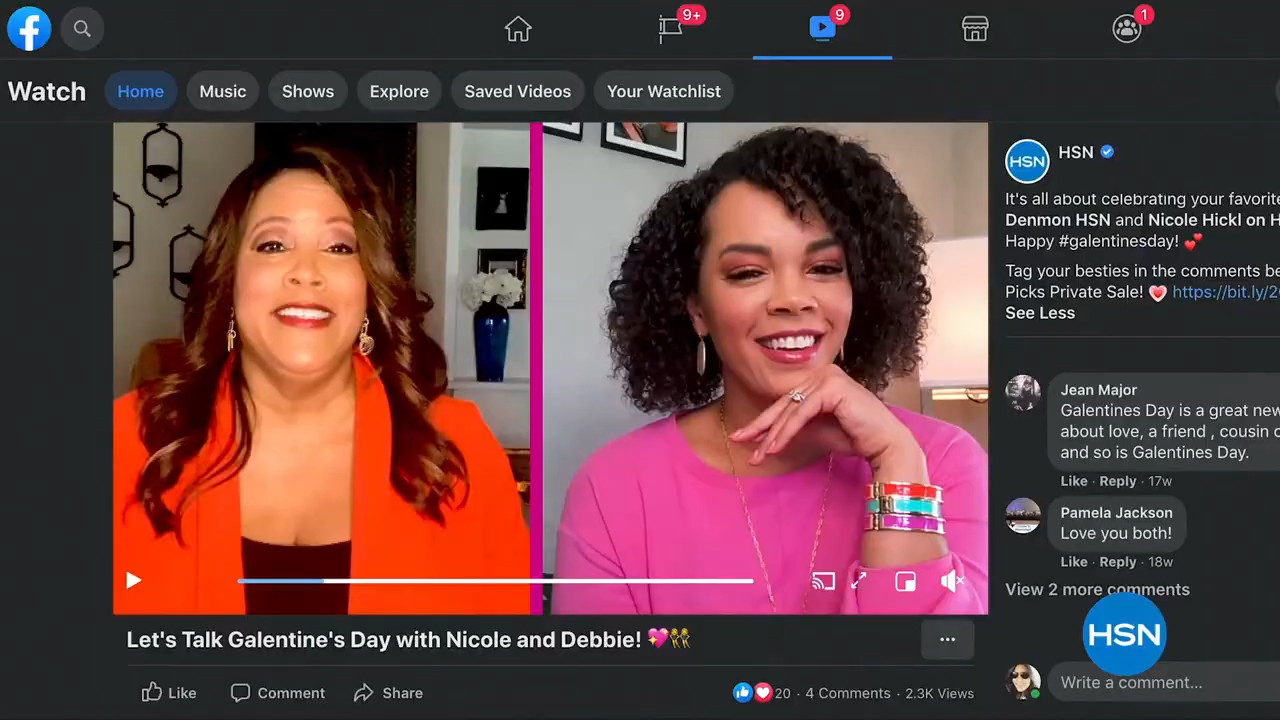 9+
9
1
Watch
Home
Music
Shows
Explore
Saved Videos
Your Watchlist
HSN
HSN
It's all about celebrating your favorite
Denmon HSN and Nicole Hickl on H
Happy #galentinesday! 💕
Tag your besties in the comments be
Picks Private Sale! 💗 https://bit.ly/2
See Less
Jean Major
Galentines Day is a great new
about love, a friend , cousin o
and so is Galentines Day.
Like · Reply · 17w
Pamela Jackson
Love you both!
Like · Reply · 18w
View 2 more comments
HSN
Write a comment...
Let's Talk Galentine's Day with Nicole and Debbie! 💖👯
...
Like
Comment
Share
20 · 4 Comments · 2.3K Views